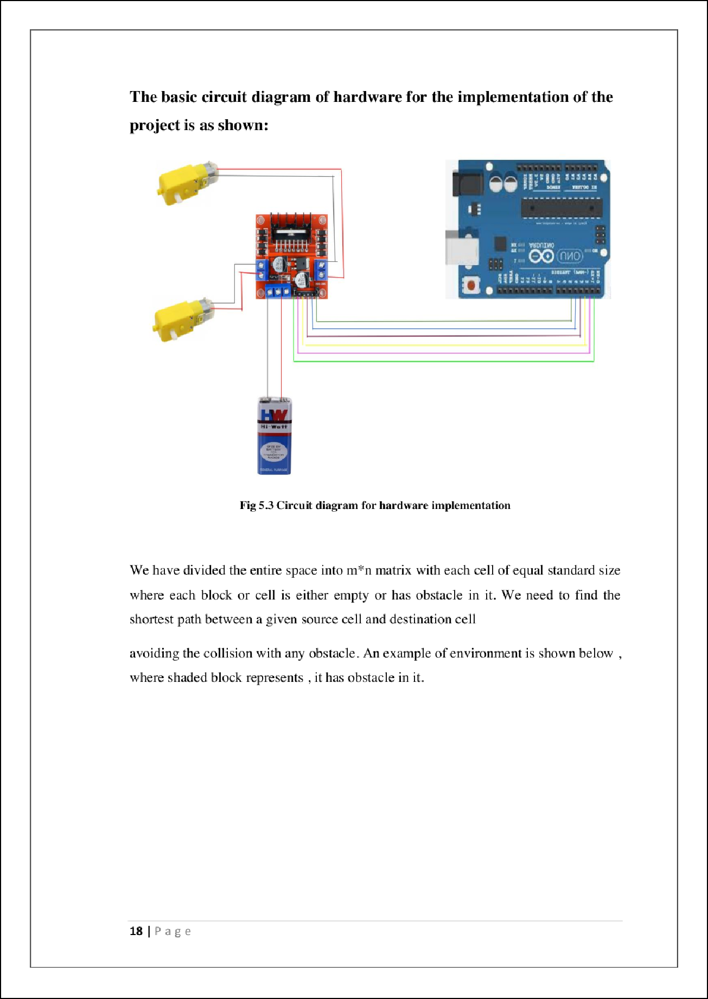 The basic circuit diagram of hardware for the implementation of the
project is as shown:
ARDUINO
UNO
HW
Hi-Watt
GENERAL PURPOSE
Fig 5.3 Circuit diagram for hardware implementation
We have divided the entire space into m*n matrix with each cell of equal standard size
where each block or cell is either empty or has obstacle in it. We need to find the
shortest path between a given source cell and destination cell
avoiding the collision with any obstacle. An example of environment is shown below ,
where shaded block represents , it has obstacle in it.
18 | P a g e